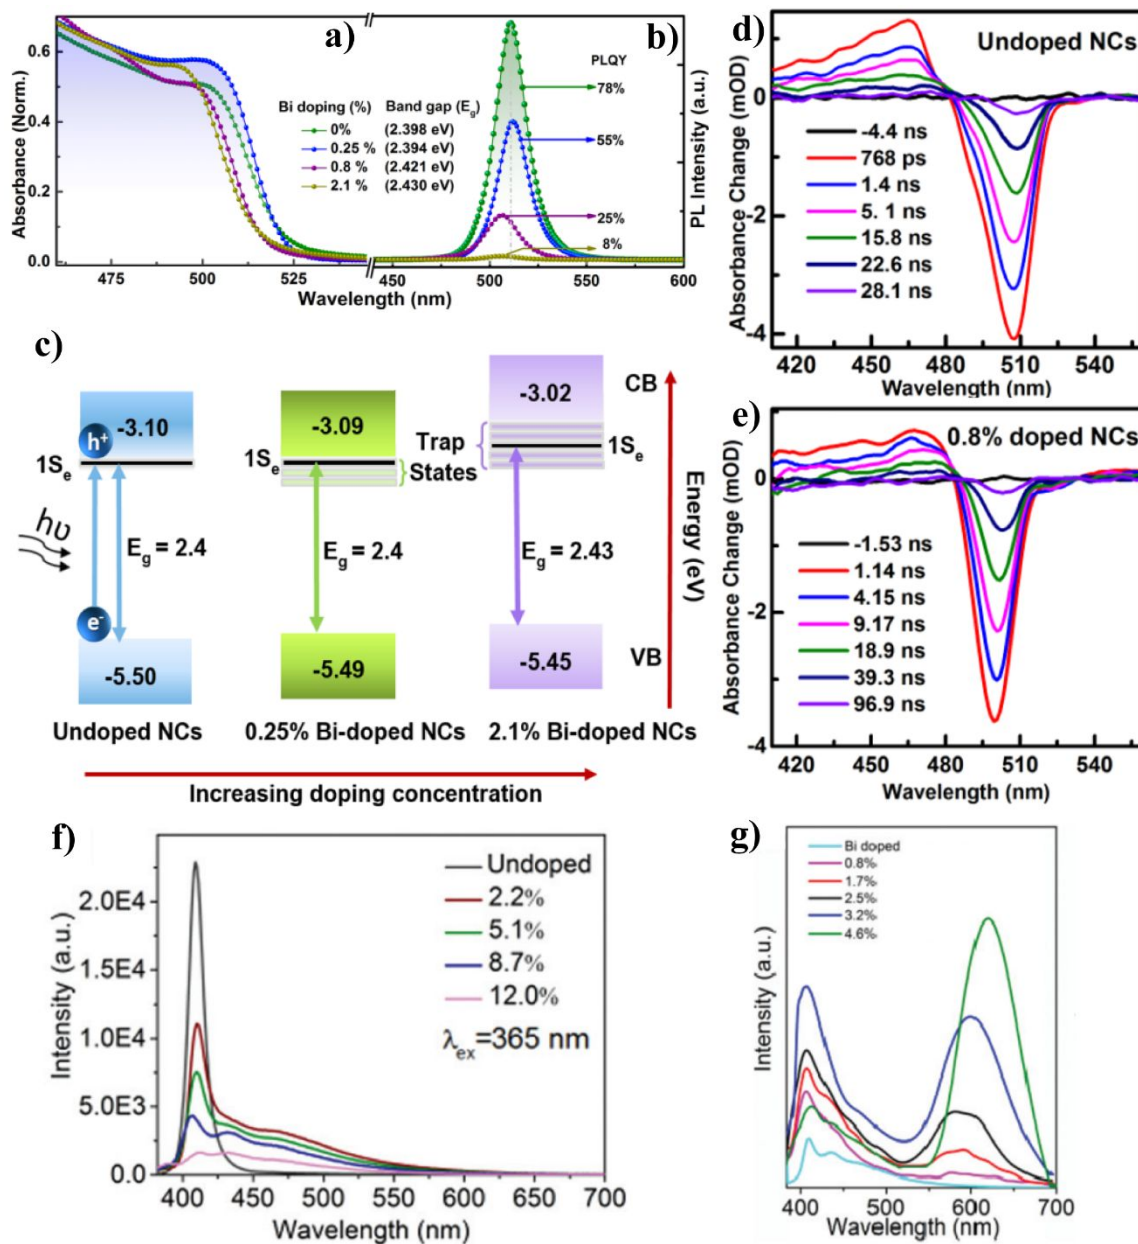 a)
b)
0.6
0.4
0.2
0.0
Absorbance (Norm.)
Bi doping (%) Band gap (Eg)
0% (2.398 eV)
0.25 % (2.394 eV)
0.8 % (2.421 eV)
2.1 % (2.430 eV)
PLQY
78%
55%
25%
8%
PL Intensity (a.u.)
475 500 525 450 500 550 600
Wavelength (nm)
c)
CB
-3.10
-3.09
-3.02
h+
1Se
1Se
Trap
States
1Se
hυ
Eg = 2.4
Eg = 2.4
Eg = 2.43
Energy (eV)
e-
-5.50
-5.49
-5.45
VB
Undoped NCs
0.25% Bi-doped NCs
2.1% Bi-doped NCs
Increasing doping concentration
d)
Undoped NCs
Absorbance Change (mOD)
0
-2
-4
-4.4 ns
768 ps
1.4 ns
5. 1 ns
15.8 ns
22.6 ns
28.1 ns
420 450 480 510 540
Wavelength (nm)
e)
0.8% doped NCs
Absorbance Change (mOD)
0
-2
-4
-1.53 ns
1.14 ns
4.15 ns
9.17 ns
18.9 ns
39.3 ns
96.9 ns
420 450 480 510 540
Wavelength (nm)
f)
Intensity (a.u.)
2.0E4
1.5E4
1.0E4
5.0E3
0.0
Undoped
2.2%
5.1%
8.7%
12.0%
λex=365 nm
400 450 500 550 600 650 700
Wavelength (nm)
g)
Intensity (a.u.)
Bi doped
0.8%
1.7%
2.5%
3.2%
4.6%
400 500 600 700
Wavelength (nm)